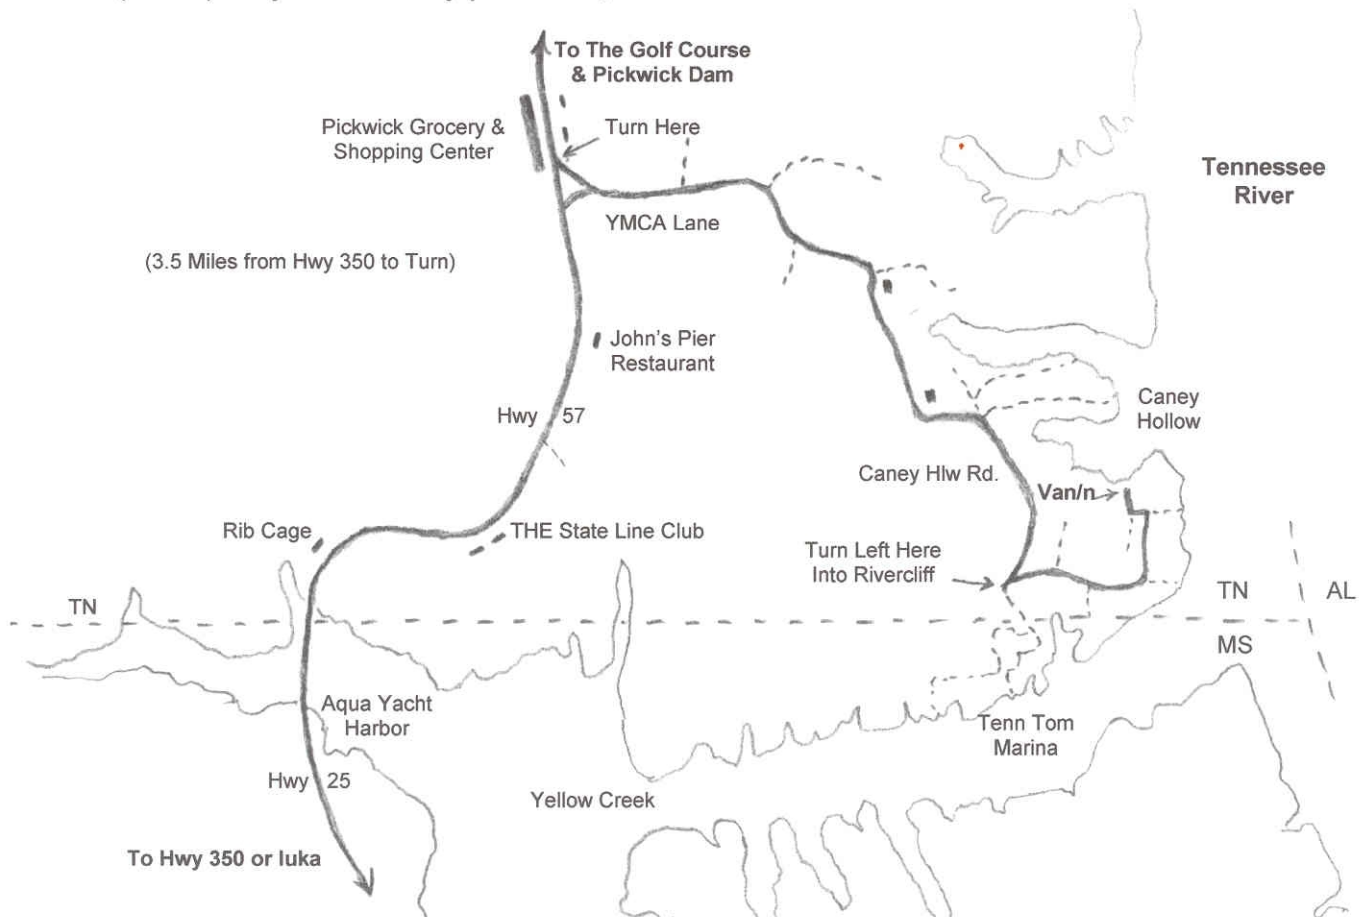 To The Golf Course
& Pickwick Dam
Pickwick Grocery &
Shopping Center
Turn Here
Tennessee
River
YMCA Lane
(3.5 Miles from Hwy 350 to Turn)
John's Pier
Restaurant
Hwy 57
Caney
Hollow
Caney Hlw Rd.
Van/n
Rib Cage
THE State Line Club
Turn Left Here
Into Rivercliff
TN
TN
AL
MS
Aqua Yacht
Harbor
Tenn Tom
Marina
Hwy 25
Yellow Creek
To Hwy 350 or Iuka